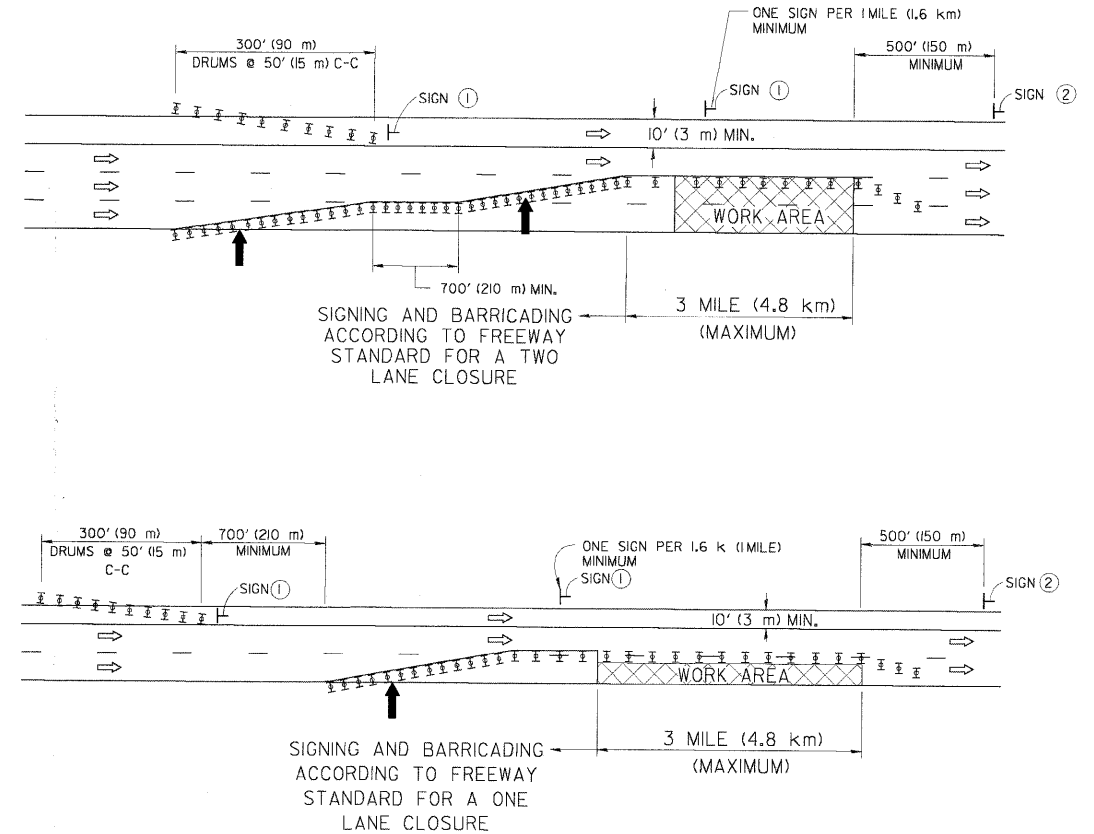 ONE SIGN PER 1 MILE (1.6 km)
MINIMUM
300' (90 m)
DRUMS @ 50' (15 m) C-C
500' (150 m)
MINIMUM
SIGN 1
SIGN 1
SIGN 2
10' (3 m) MIN.
WORK AREA
700' (210 m) MIN.
SIGNING AND BARRICADING
ACCORDING TO FREEWAY
STANDARD FOR A TWO
LANE CLOSURE
3 MILE (4.8 km)
(MAXIMUM)
300' (90 m)
DRUMS @ 50' (15 m)
C-C
700' (210 m)
MINIMUM
ONE SIGN PER 1.6 k (1MILE)
MINIMUM
SIGN 1
500' (150 m)
MINIMUM
SIGN 1
SIGN 2
10' (3 m) MIN.
WORK AREA
SIGNING AND BARRICADING
ACCORDING TO FREEWAY
STANDARD FOR A ONE
LANE CLOSURE
3 MILE (4.8 km)
(MAXIMUM)